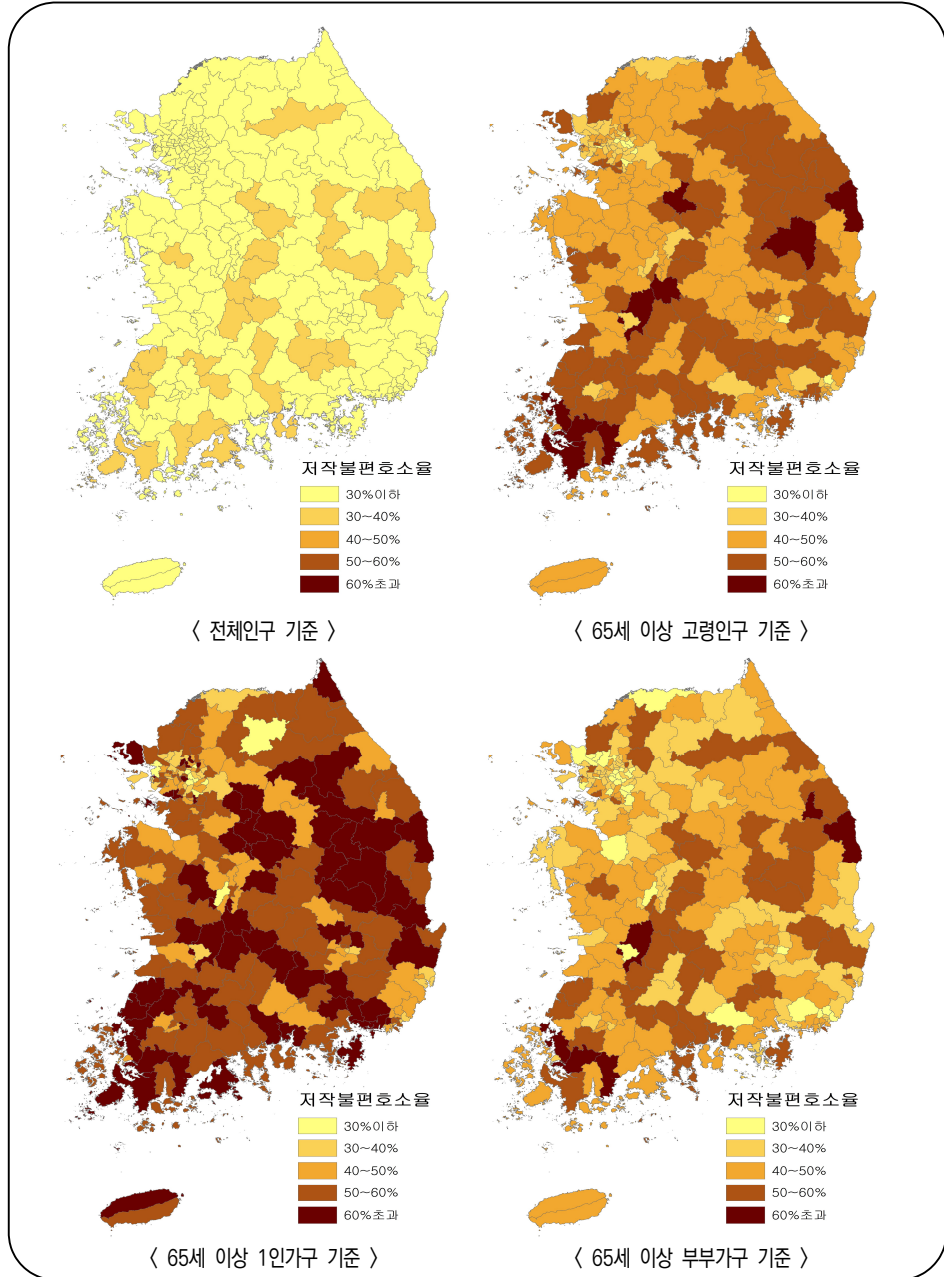 저작불편호소율
30%이하
30~40%
40~50%
50~60%
60%초과
〈 전체인구 기준 〉
저작불편호소율
30%이하
30~40%
40~50%
50~60%
60%초과
〈 65세 이상 고령인구 기준 〉
저작불편호소율
30%이하
30~40%
40~50%
50~60%
60%초과
〈 65세 이상 1인가구 기준 〉
저작불편호소율
30%이하
30~40%
40~50%
50~60%
60%초과
〈 65세 이상 부부가구 기준 〉